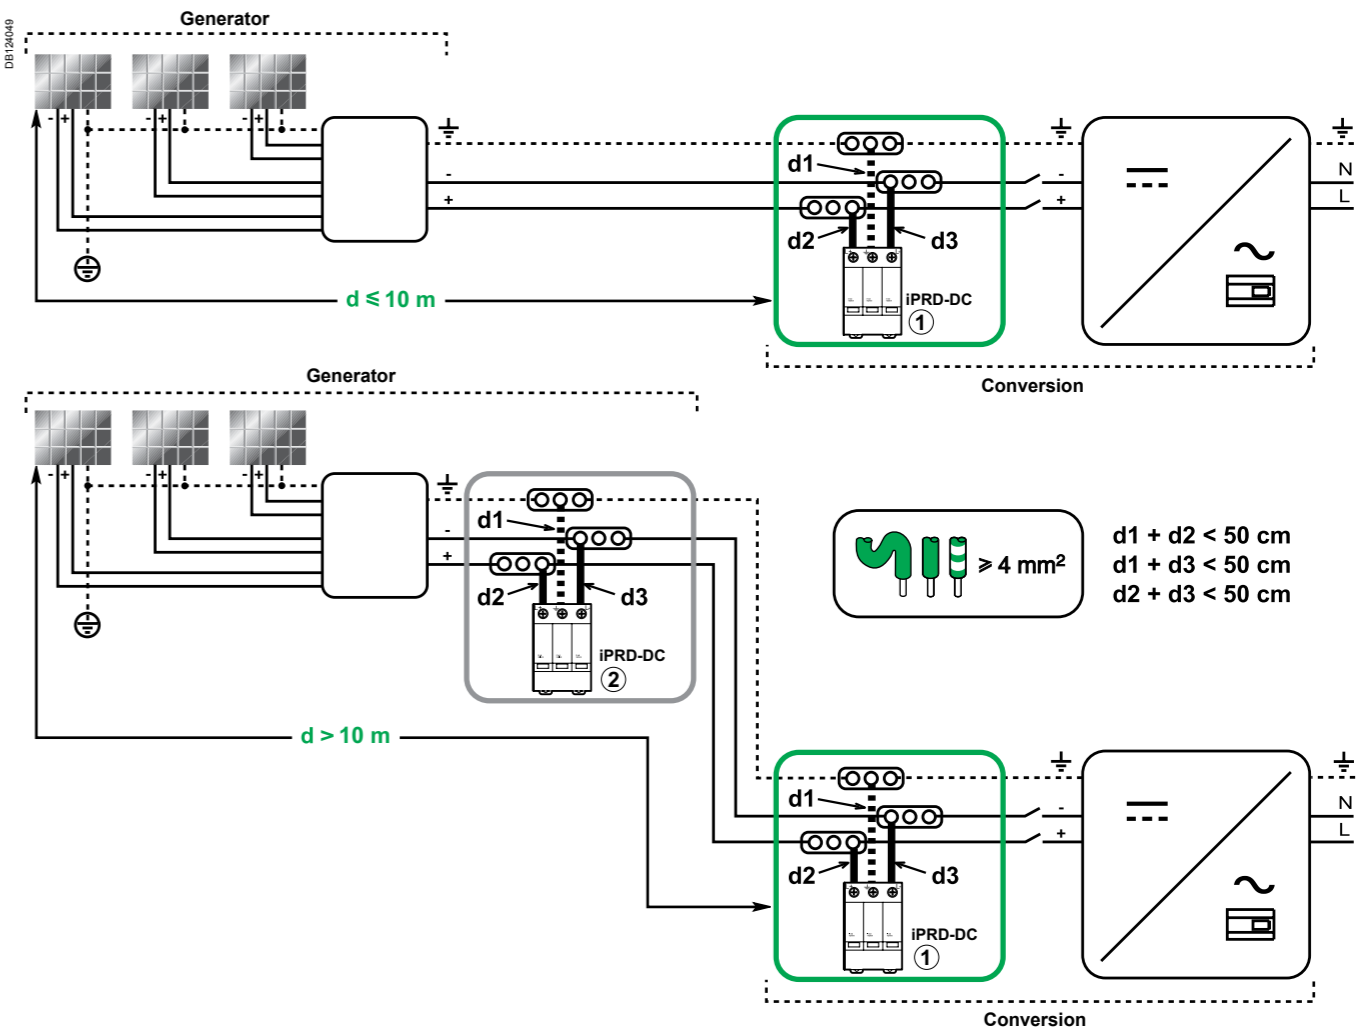 DB124049
Generator
- + - + - +
-
+
d1
d2
d3
iPRD-DC
1
-
+
N
L
d ≤ 10 m
Conversion
Generator
- + - + - +
-
+
d1
d2
d3
iPRD-DC
2
≥ 4 mm²
d1 + d2 < 50 cm
d1 + d3 < 50 cm
d2 + d3 < 50 cm
d > 10 m
d1
d2
d3
iPRD-DC
1
-
+
N
L
Conversion